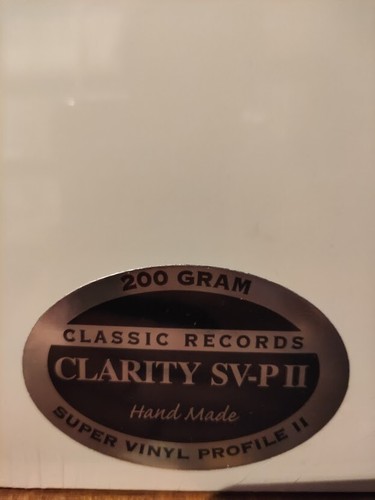 200 GRAM
CLASSIC RECORDS
CLARITY SV-P II
Hand Made
SUPER VINYL PROFILE II